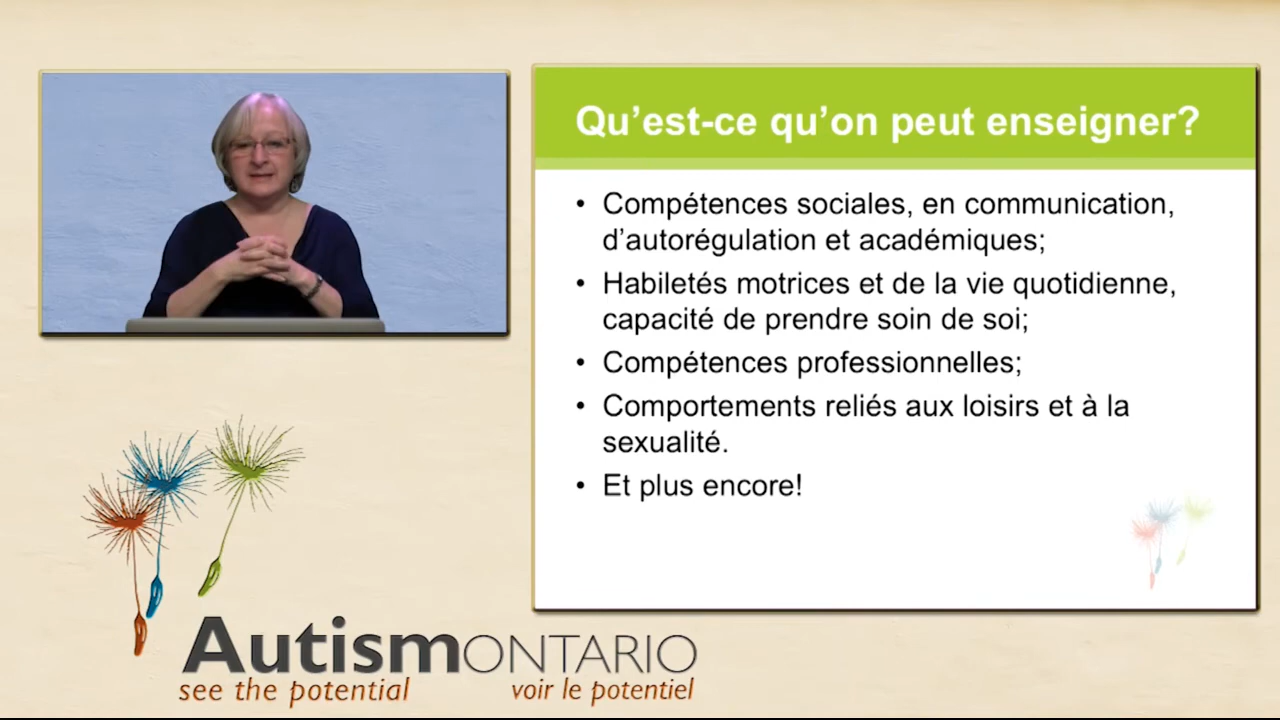 Qu’est-ce qu’on peut enseigner?
• Compétences sociales, en communication,
d’autorégulation et académiques;
• Habiletés motrices et de la vie quotidienne,
capacité de prendre soin de soi;
• Compétences professionnelles;
• Comportements reliés aux loisirs et à la
sexualité.
• Et plus encore!
AutismONTARIO
see the potential voir le potentiel